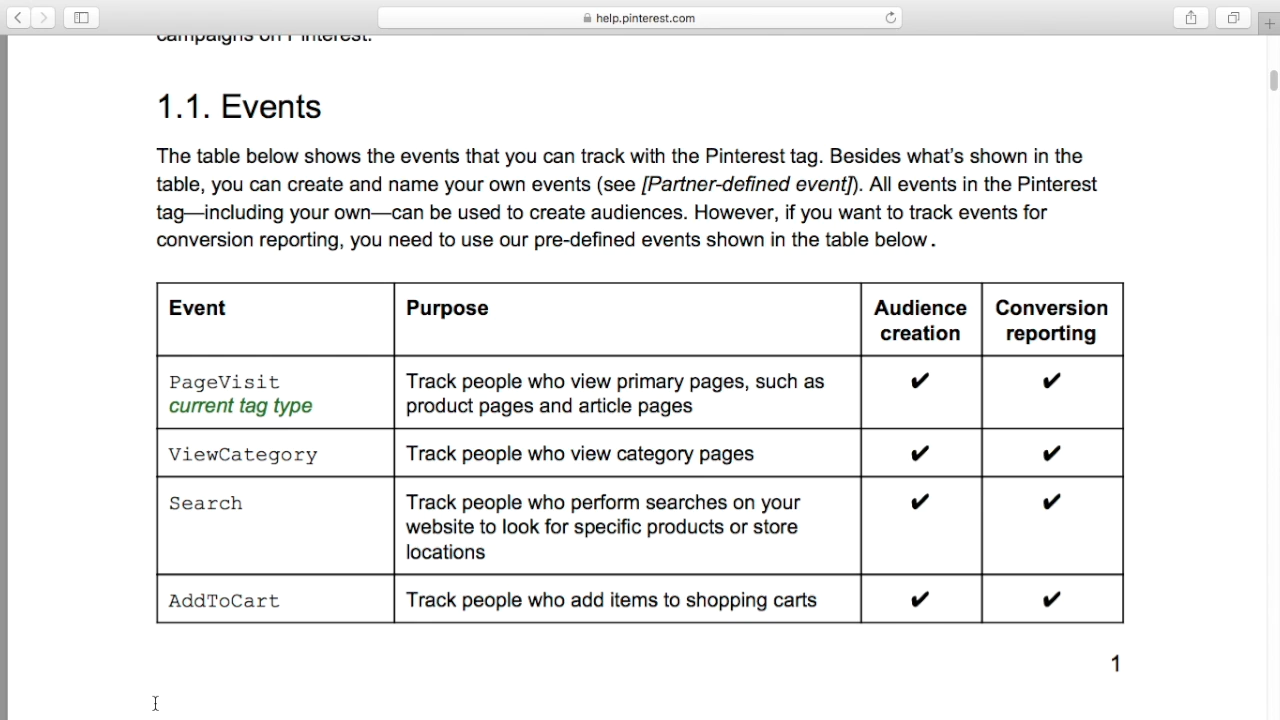 help.pinterest.com
campaigns on Pinterest.
1.1. Events
The table below shows the events that you can track with the Pinterest tag. Besides what's shown in the
table, you can create and name your own events (see [Partner-defined event]). All events in the Pinterest
tag—including your own—can be used to create audiences. However, if you want to track events for
conversion reporting, you need to use our pre-defined events shown in the table below.
Event Purpose Audience creation Conversion reporting
PageVisit
current tag type
Track people who view primary pages, such as
product pages and article pages
✔ ✔
ViewCategory Track people who view category pages ✔ ✔
Search
Track people who perform searches on your
website to look for specific products or store
locations
✔ ✔
AddToCart Track people who add items to shopping carts ✔ ✔
1